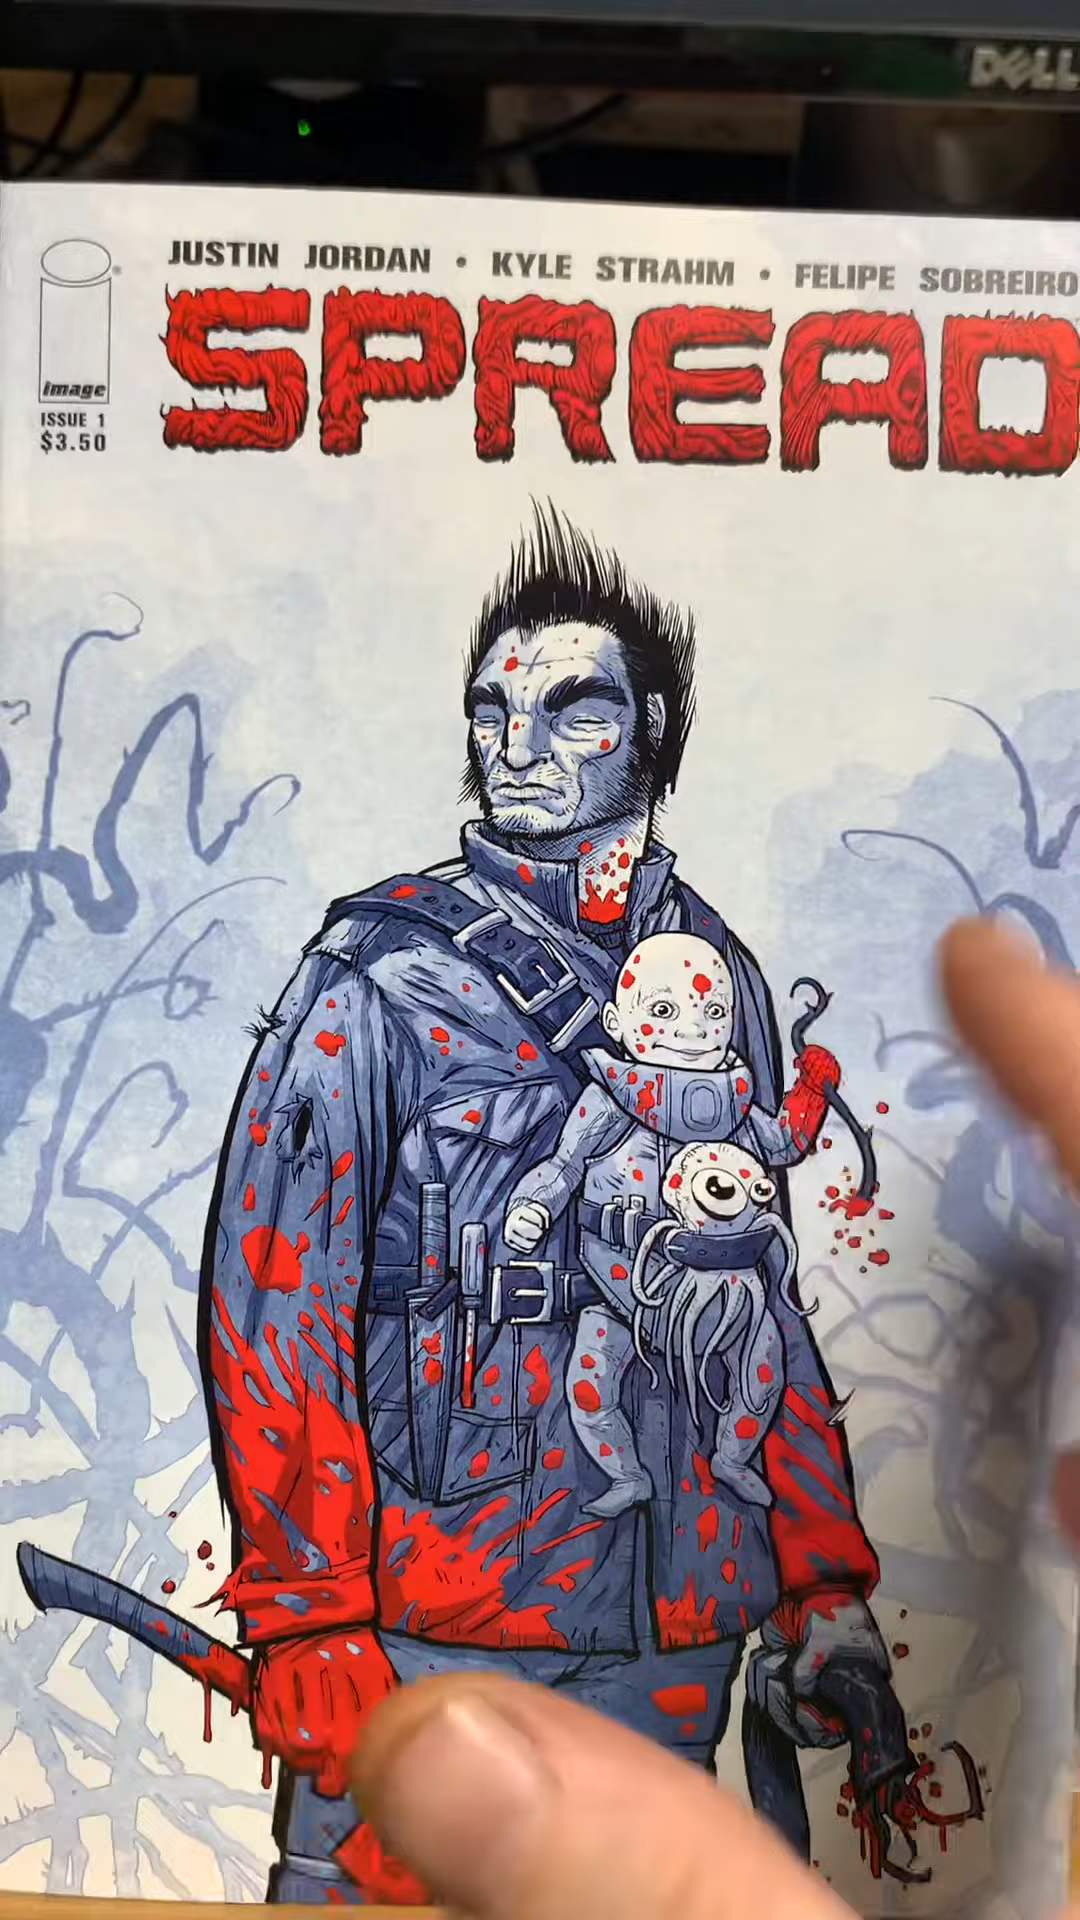 DELL
JUSTIN JORDAN • KYLE STRAHM • FELIPE SOBREIRO
SPREAD
image
ISSUE 1
$3.50